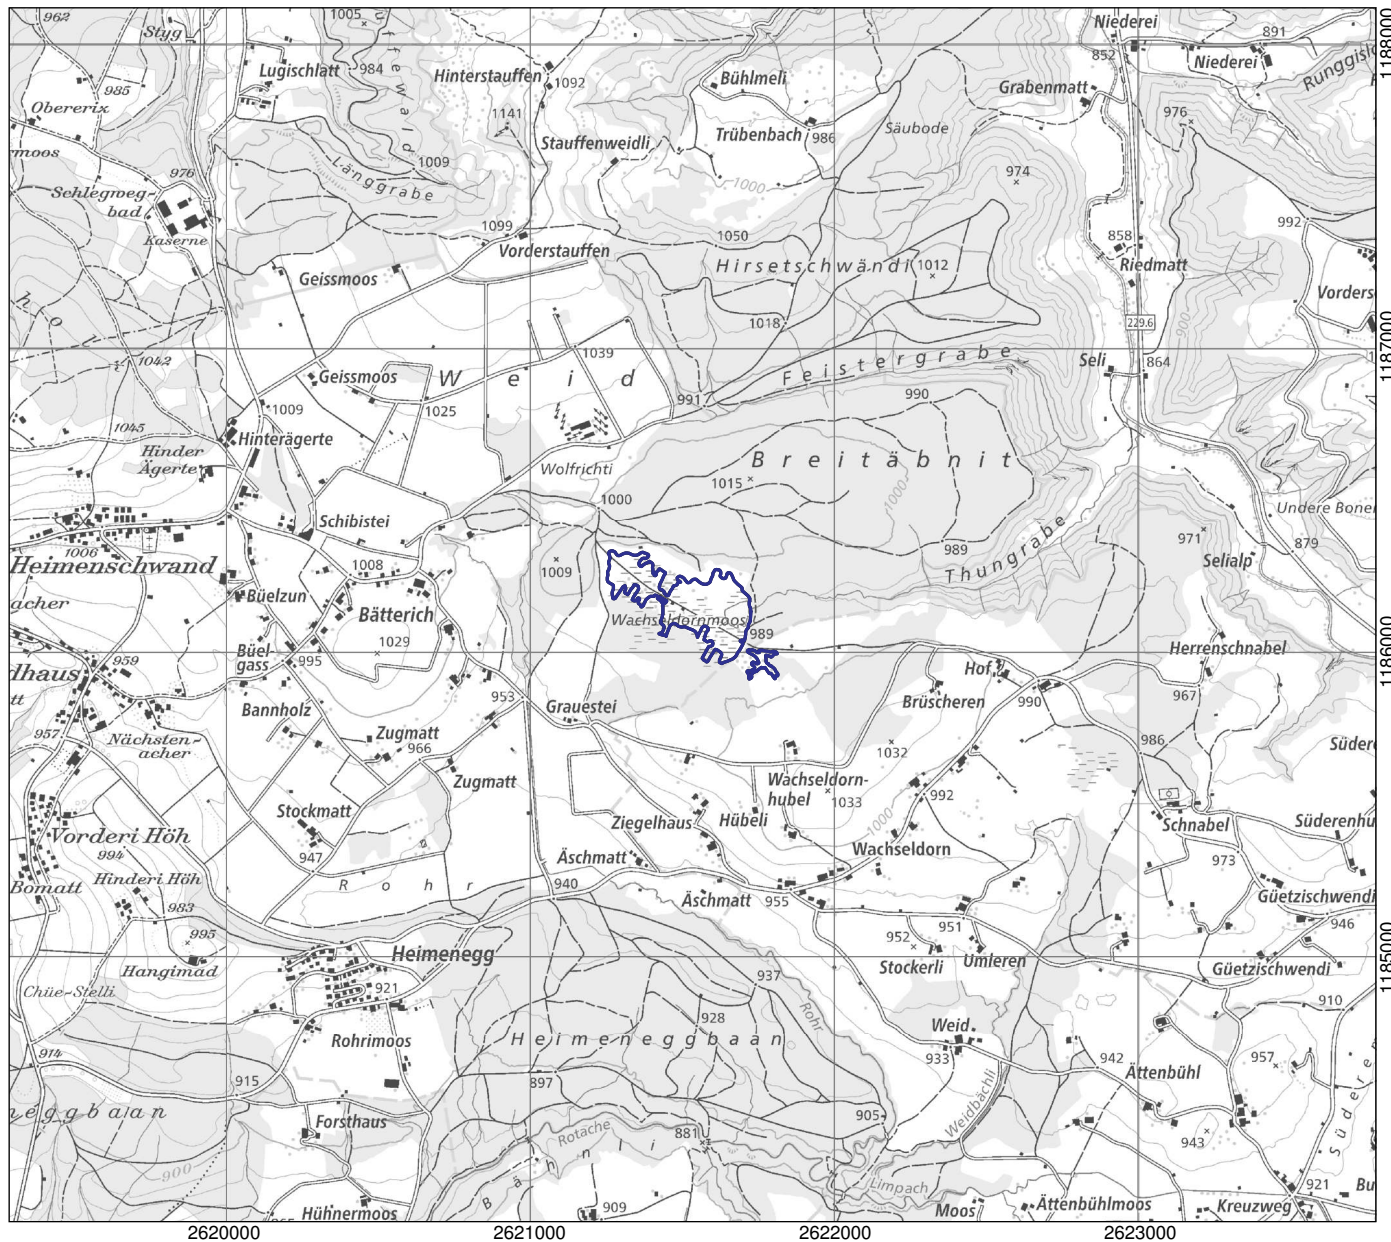 962
Styg
985
Obererix
rmoos
976
Schlegwegbad
Kaserne
Lugischlatt
1005
984
Länggrabe
1009
Hinterstauffen
1092
1141
Stauffenweidli
Bühlmeli
Trübenbach
986
1000
Säubode
Niederei
852
891
Niederei
Grabenmatt
976
974
1099
Vorderstauffen
1050
Hirsetschwändi
1012
858
Riedmatt
992
Vorders
Geissmoos
1018
229.6
900
1042
1039
Feistergrabe
Seli
864
Geissmoos
Weid
1025
991
990
1009
1045
Hinterägerte
Hinder
Ägerte
Wolfrichti
Breitäbnit
1015
1000
1000
Schibistei
1006
Heimenschwand
1008
1009
989
Thungrabe
971
Selialp
Undere Bonen
879
acher
Büelzun
Bätterich
Wachseldornmoos
989
1029
Büel-
gass
995
959
lhaus
tt
Bannholz
953
Grauestei
Hof
Brüscheren
990
Herrenschnabel
967
957
Nächsten-
acher
Zugmatt
966
Zugmatt
1032
986
Süder
Wachseldorn-
hubel
1033
992
Stockmatt
Ziegelhaus
Hübeli
1000
Schnabel
Süderenhu
Vorderi Höh
994
947
Äschmatt
Wachseldorn
973
Bomatt
Hinderi Höh
983
Rohr
940
Äschmatt
955
Güetzischwendi
946
995
Hangimad
Heimenegg
952
951
Stockerli
Umleren
Güetzischwendi
Chüe-Stelli
921
937
Rohr
910
928
Rohrimoos
Heimeneggbaan
Weid
933
914
942
Ättenbühl
957
915
897
Weidbächli
neggbaan
Forsthaus
905
Rotache
881
943
900
Limpach
Hühnermoos
909
Moos
Ättenbühlmoos
921
Kreuzweg
Bu
2620000
2621000
2622000
2623000
1188000
1187000
1186000
1185000